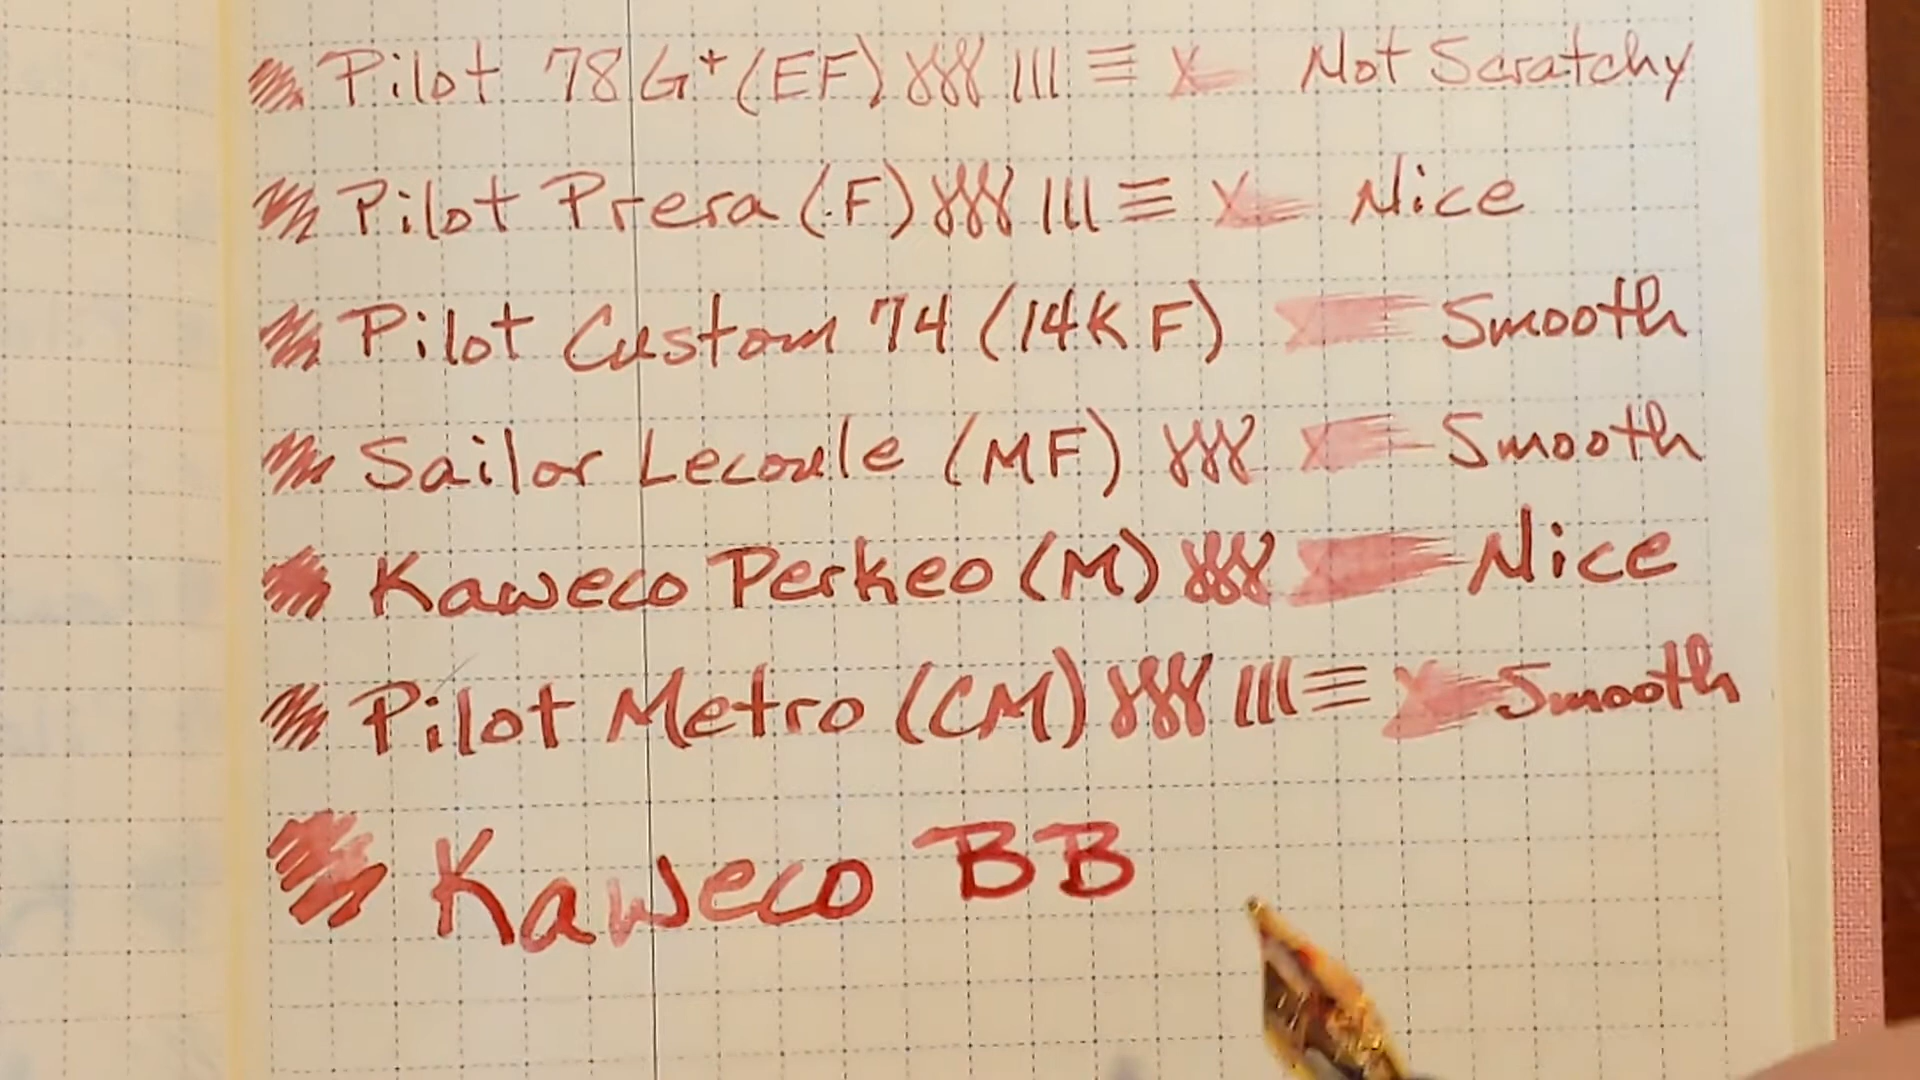 Pilot 78G+ (EF) Not Scratchy
Pilot Prera (F) Nice
Pilot Custom 74 (14K F) Smooth
Sailor Lecoule (MF) Smooth
Kaweco Perkeo (M) Nice
Pilot Metro (CM) Smooth
Kaweco BB